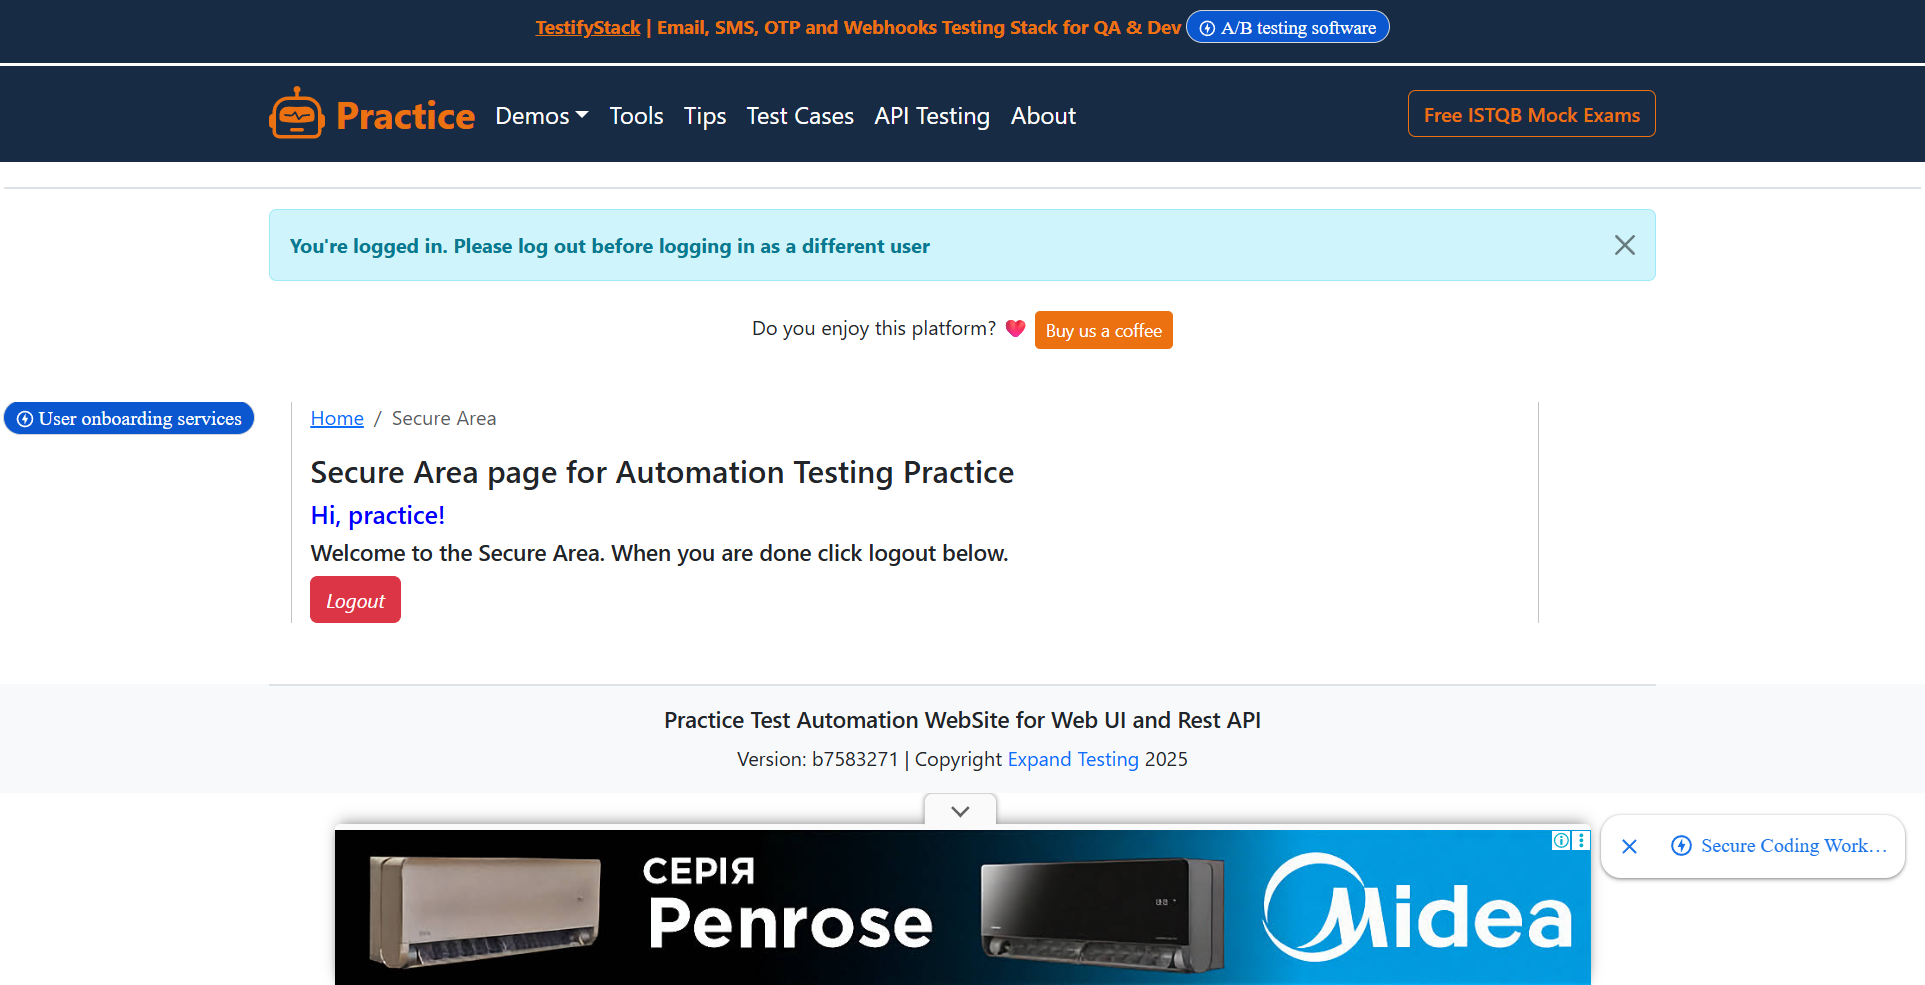 TestifyStack | Email, SMS, OTP and Webhooks Testing Stack for QA & Dev A/B testing software
Practice Demos Tools Tips Test Cases API Testing About Free ISTQB Mock Exams
You're logged in. Please log out before logging in as a different user
Do you enjoy this platform? Buy us a coffee
User onboarding services
Home / Secure Area
Secure Area page for Automation Testing Practice
Hi, practice!
Welcome to the Secure Area. When you are done click logout below.
Logout
Practice Test Automation WebSite for Web UI and Rest API
Version: b7583271 | Copyright Expand Testing 2025
СЕРІЯ
Penrose
Midea
Secure Coding Work...